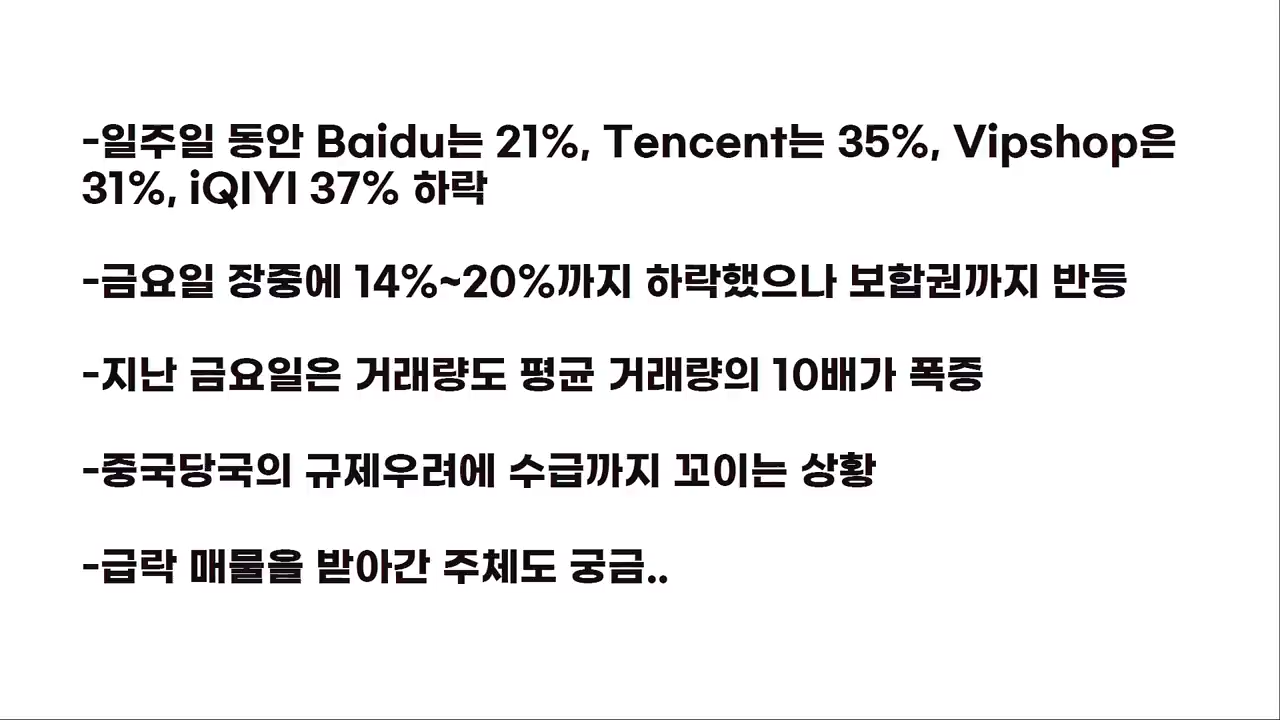 -일주일 동안 Baidu는 21%, Tencent는 35%, Vipshop은
31%, iQIYI 37% 하락
-금요일 장중에 14%~20%까지 하락했으나 보합권까지 반등
-지난 금요일은 거래량도 평균 거래량의 10배가 폭증
-중국당국의 규제우려에 수급까지 꼬이는 상황
-급락 매물을 받아간 주체도 궁금..